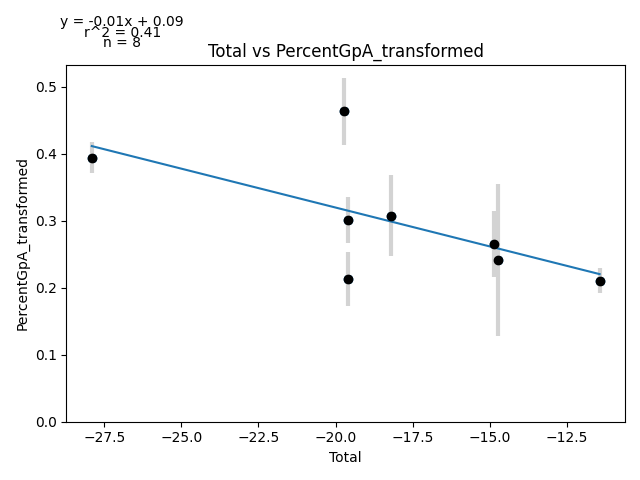 y = -0.01x + 0.09
r^2 = 0.41
n = 8
Total vs PercentGpA_transformed
PercentGpA_transformed
0.5
0.4
0.3
0.2
0.1
0.0
−27.5 −25.0 −22.5 −20.0 −17.5 −15.0 −12.5
Total